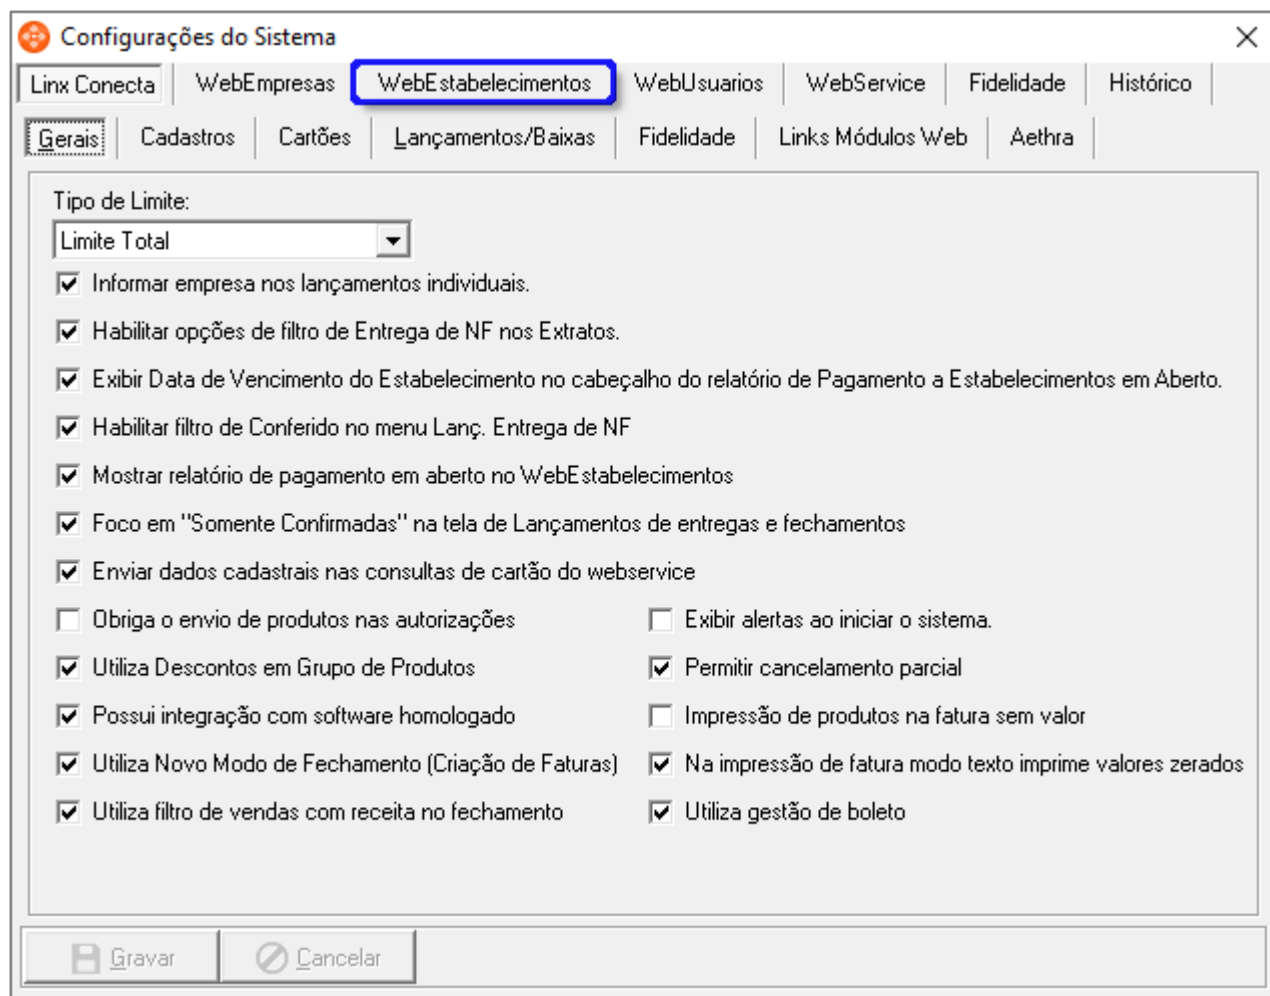 Configurações do Sistema
Linx Conecta WebEmpresas WebEstabelecimentos WebUsuarios WebService Fidelidade Histórico
Gerais Cadastros Cartões Lançamentos/Baixas Fidelidade Links Módulos Web Aethra
Tipo de Limite:
Limite Total
Informar empresa nos lançamentos individuais.
Habilitar opções de filtro de Entrega de NF nos Extratos.
Exibir Data de Vencimento do Estabelecimento no cabeçalho do relatório de Pagamento a Estabelecimentos em Aberto.
Habilitar filtro de Conferido no menu Lanç. Entrega de NF
Mostrar relatório de pagamento em aberto no WebEstabelecimentos
Foco em "Somente Confirmadas" na tela de Lançamentos de entregas e fechamentos
Enviar dados cadastrais nas consultas de cartão do webservice
Obriga o envio de produtos nas autorizações Exibir alertas ao iniciar o sistema.
Utiliza Descontos em Grupo de Produtos Permitir cancelamento parcial
Possui integração com software homologado Impressão de produtos na fatura sem valor
Utiliza Novo Modo de Fechamento (Criação de Faturas) Na impressão de fatura modo texto imprime valores zerados
Utiliza filtro de vendas com receita no fechamento Utiliza gestão de boleto
Gravar Cancelar